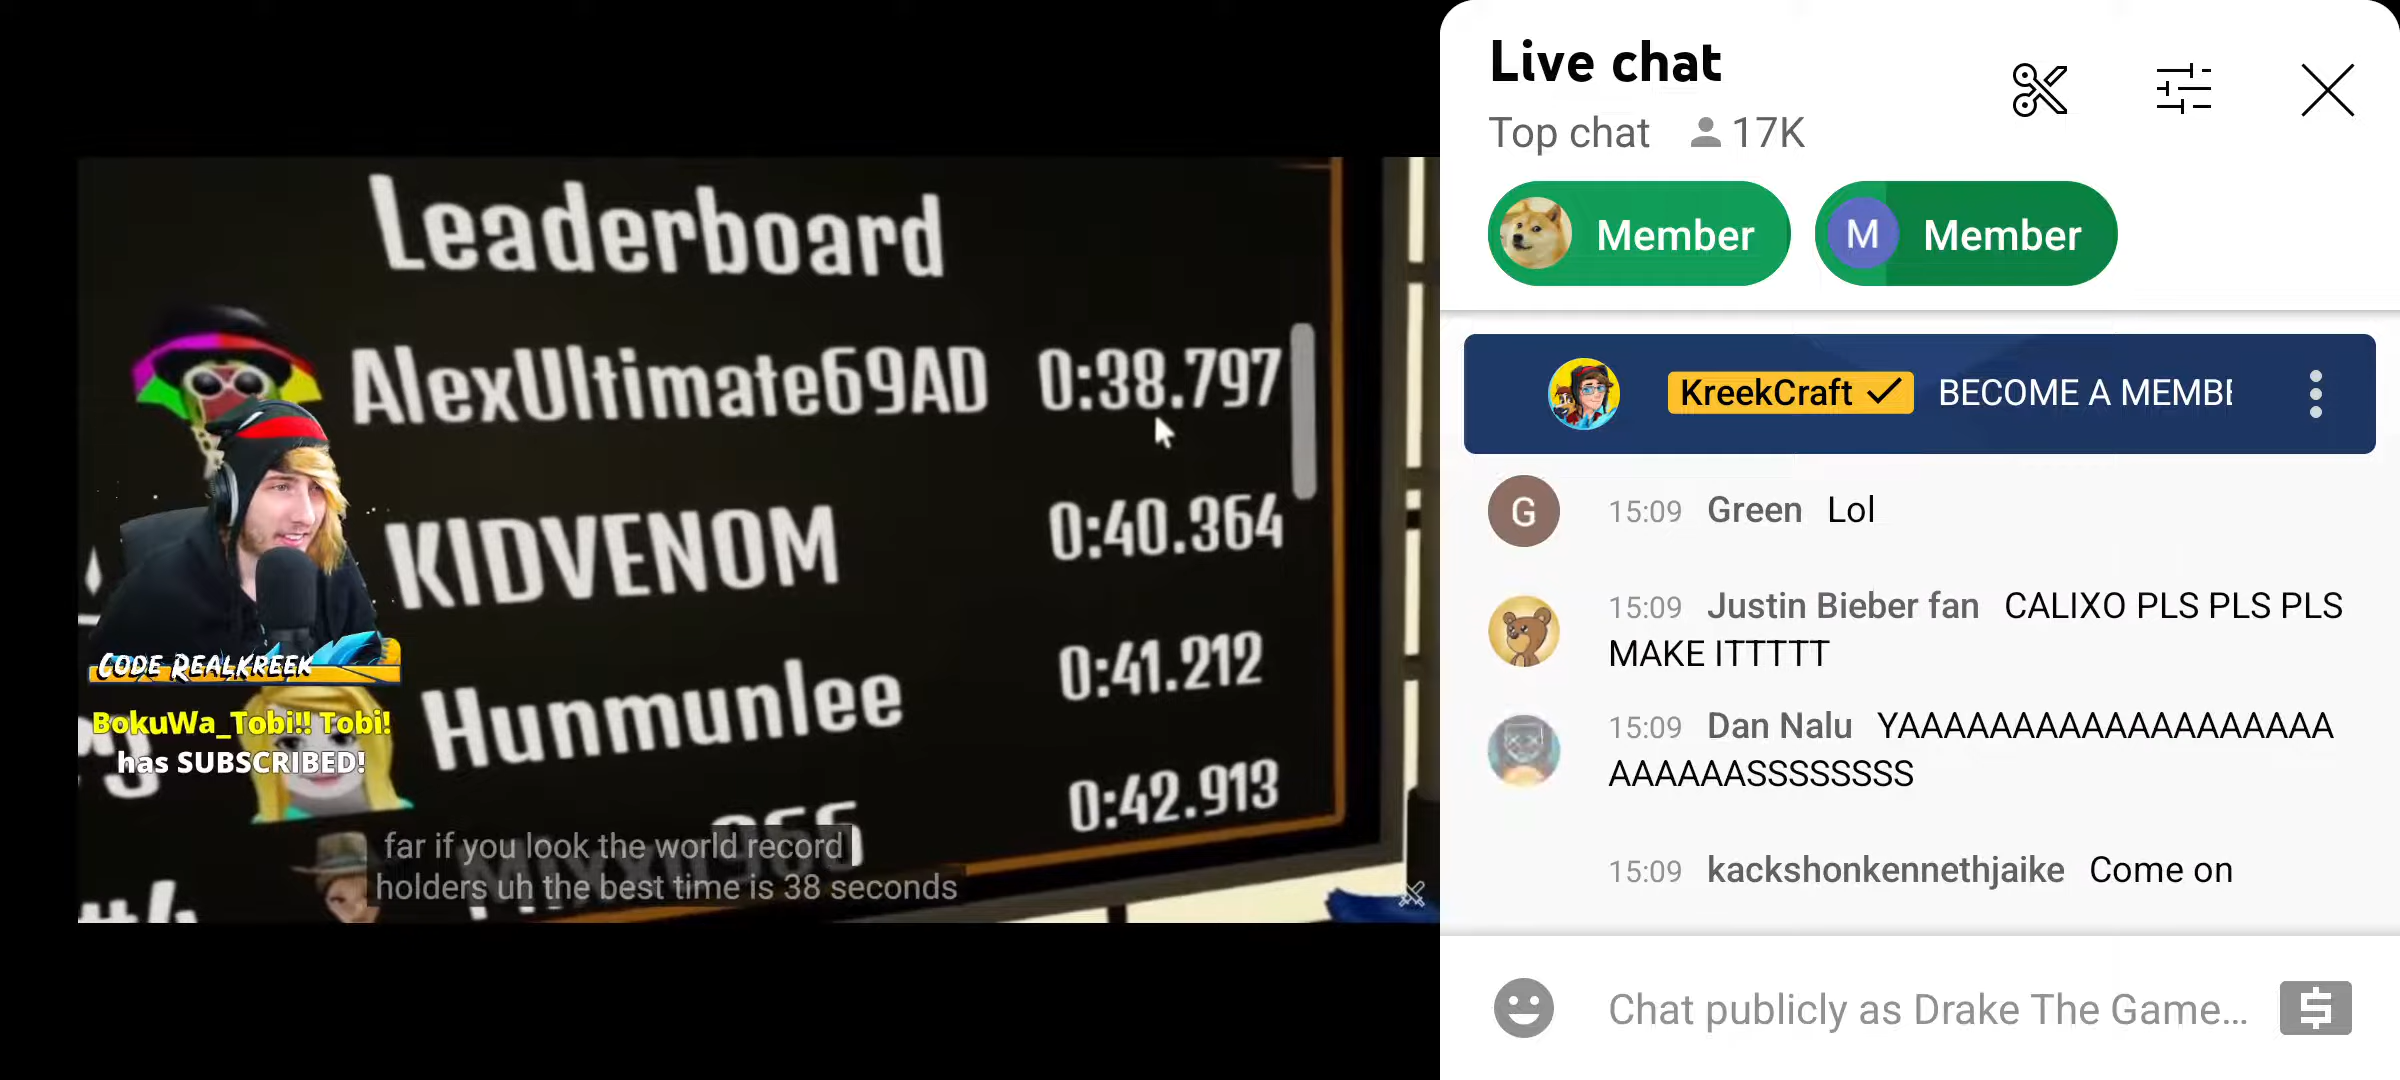 Leaderboard
AlexUltimate69AD 0:38.797
KIDVENOM 0:40.364
Hunmunlee 0:41.212
0:42.913
CODE REALKREEK
BokuWa_Tobi!! Tobi!
has SUBSCRIBED!
far if you look the world record
holders uh the best time is 38 seconds
Live chat
Top chat 17K
Member
M Member
KreekCraft BECOME A MEMBE
G 15:09 Green Lol
15:09 Justin Bieber fan CALIXO PLS PLS PLS
MAKE ITTTTT
15:09 Dan Nalu YAAAAAAAAAAAAAAAAAAA
AAAAAASSSSSSSS
15:09 kackshonkennethjaike Come on
Chat publicly as Drake The Game...